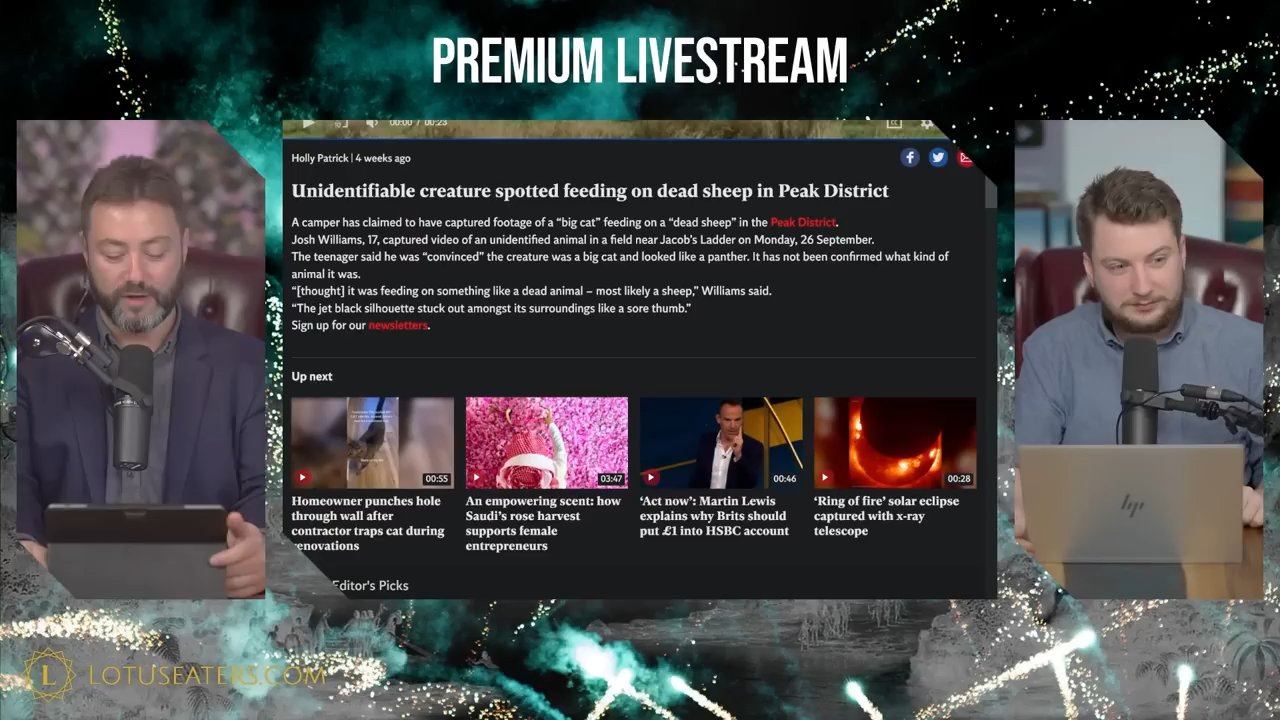 PREMIUM LIVESTREAM
00:00 / 00:23
Holly Patrick | 4 weeks ago
Unidentifiable creature spotted feeding on dead sheep in Peak District
A camper has claimed to have captured footage of a “big cat” feeding on a “dead sheep” in the Peak District.
Josh Williams, 17, captured video of an unidentified animal in a field near Jacob’s Ladder on Monday, 26 September.
The teenager said he was “convinced” the creature was a big cat and looked like a panther. It has not been confirmed what kind of
animal it was.
“[thought] it was feeding on something like a dead animal – most likely a sheep,” Williams said.
“The jet black silhouette stuck out amongst its surroundings like a sore thumb.”
Sign up for our newsletters.
Up next
00:55
03:47
00:46
00:28
Homeowner punches hole
through wall after
contractor traps cat during
renovations
An empowering scent: how
Saudi’s rose harvest
supports female
entrepreneurs
‘Act now’: Martin Lewis
explains why Brits should
put £1 into HSBC account
‘Ring of fire’ solar eclipse
captured with x-ray
telescope
Editor's Picks
hp
L LOTUSEATERS.COM